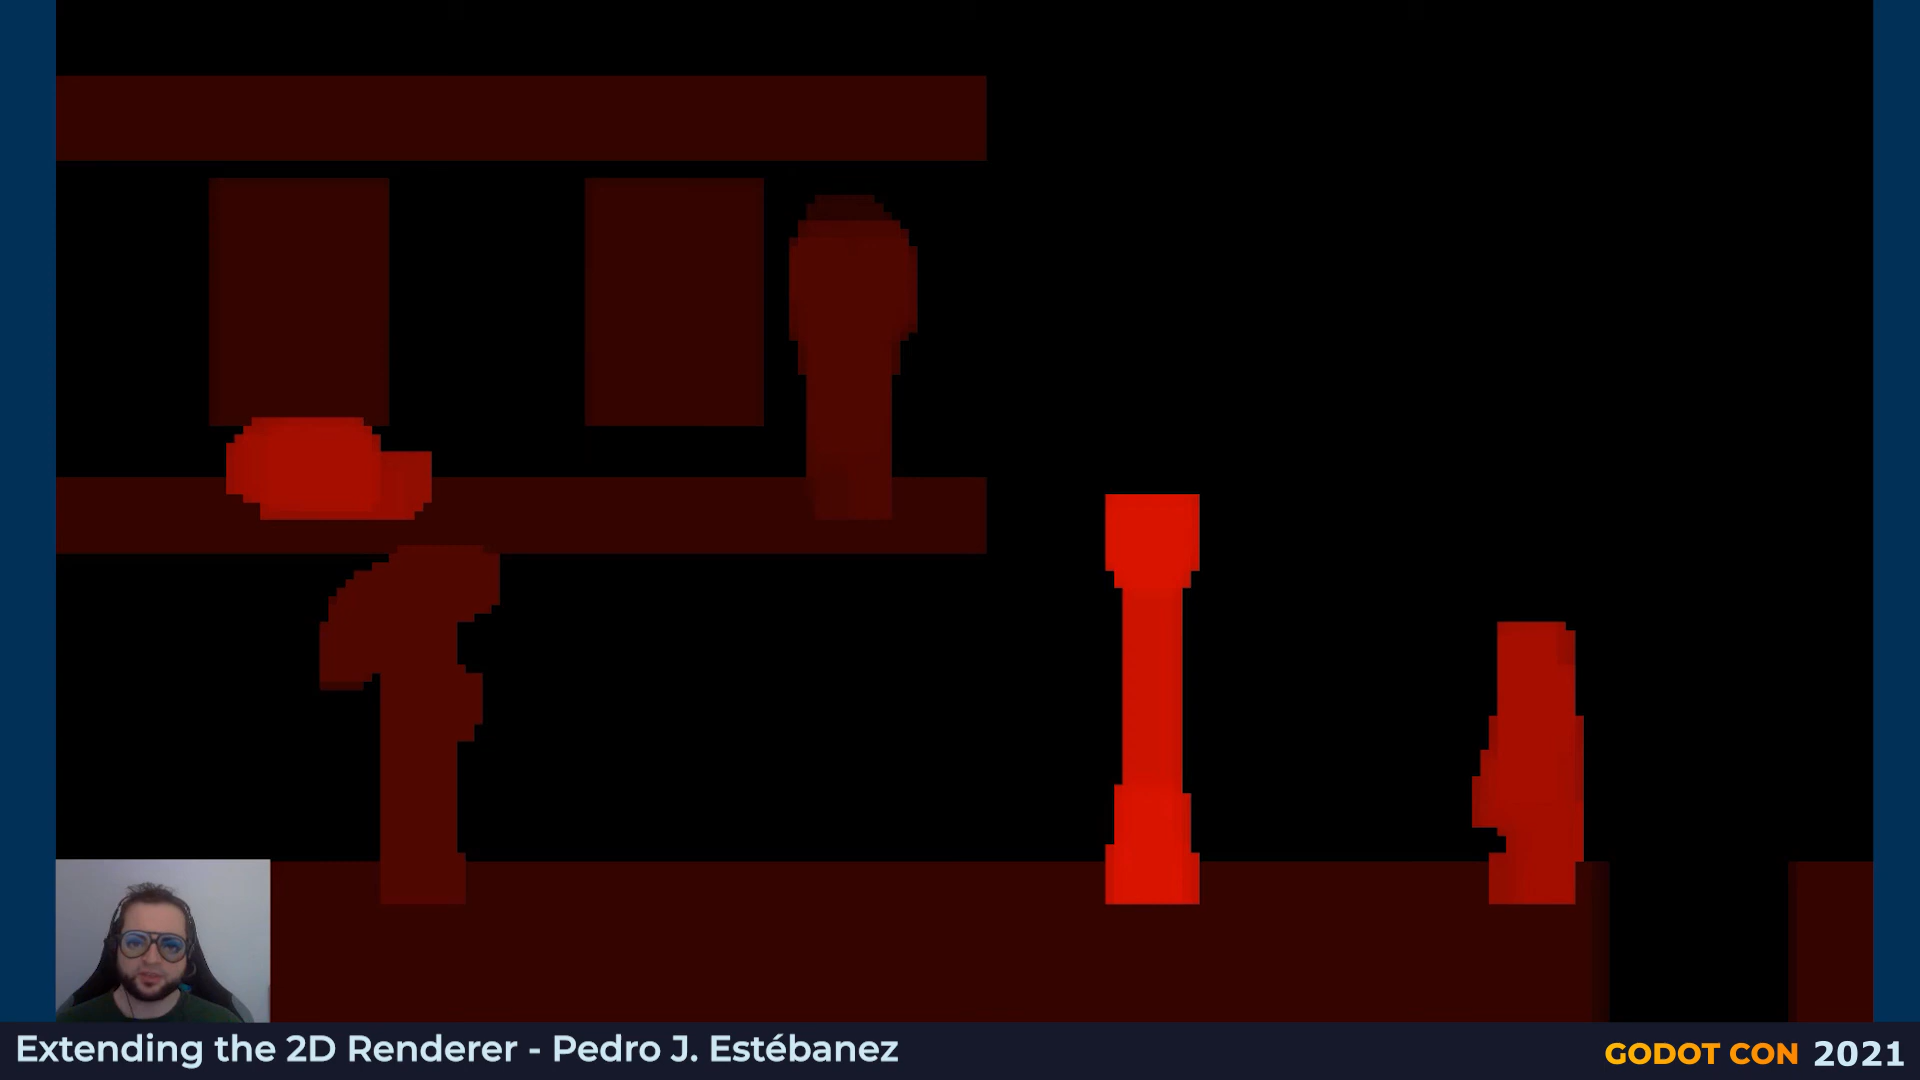 Extending the 2D Renderer - Pedro J. Estébanez
GODOT CON 2021